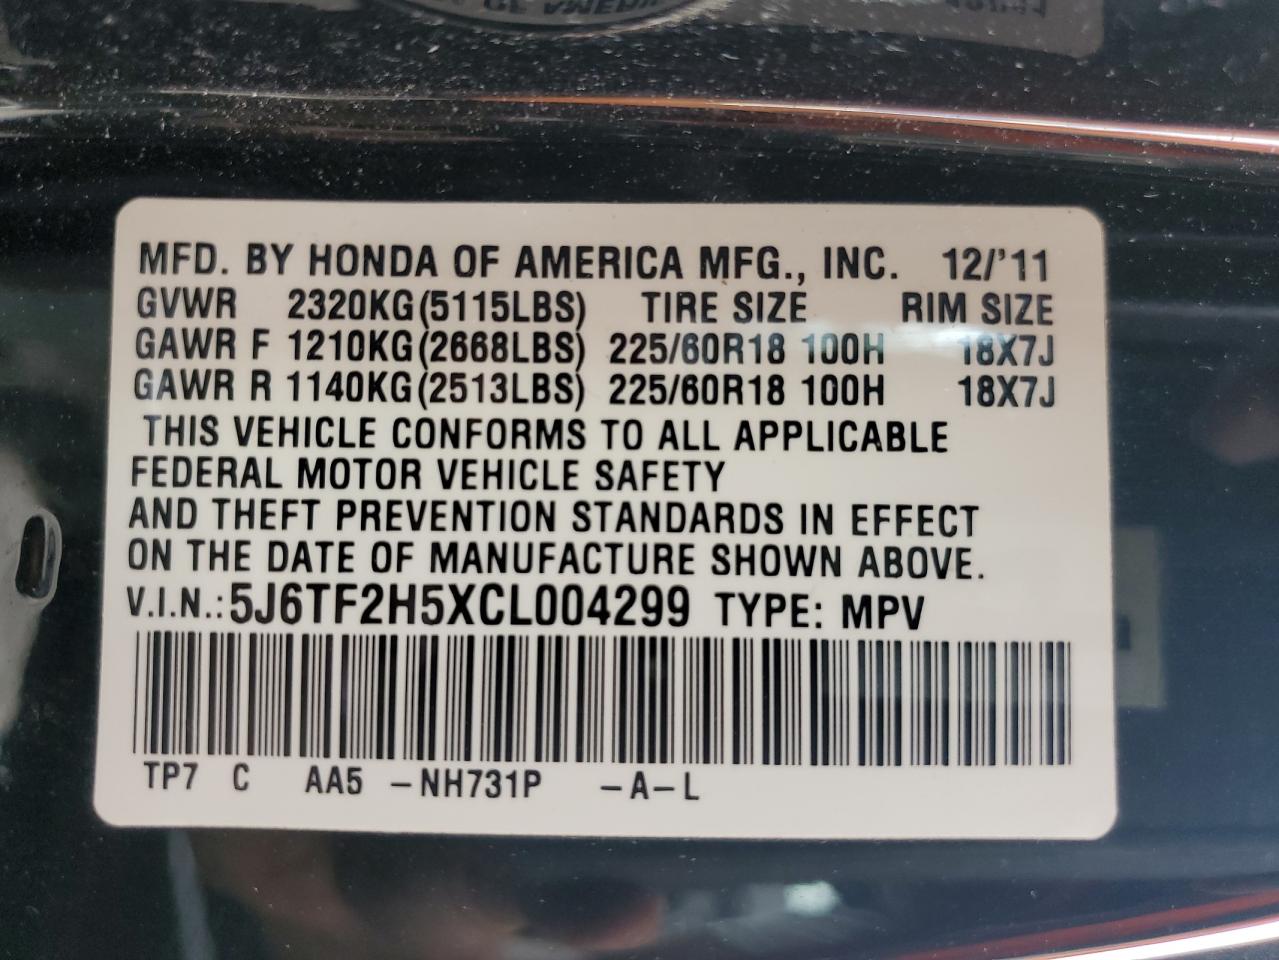 MFD. BY HONDA OF AMERICA MFG., INC. 12/'11
GVWR 2320KG(5115LBS) TIRE SIZE RIM SIZE
GAWR F 1210KG(2668LBS) 225/60R18 100H 18X7J
GAWR R 1140KG(2513LBS) 225/60R18 100H 18X7J
THIS VEHICLE CONFORMS TO ALL APPLICABLE
FEDERAL MOTOR VEHICLE SAFETY
AND THEFT PREVENTION STANDARDS IN EFFECT
ON THE DATE OF MANUFACTURE SHOWN ABOVE.
V.I.N.: 5J6TF2H5XCL004299 TYPE: MPV
TP7 C AA5 -NH731P -A-L